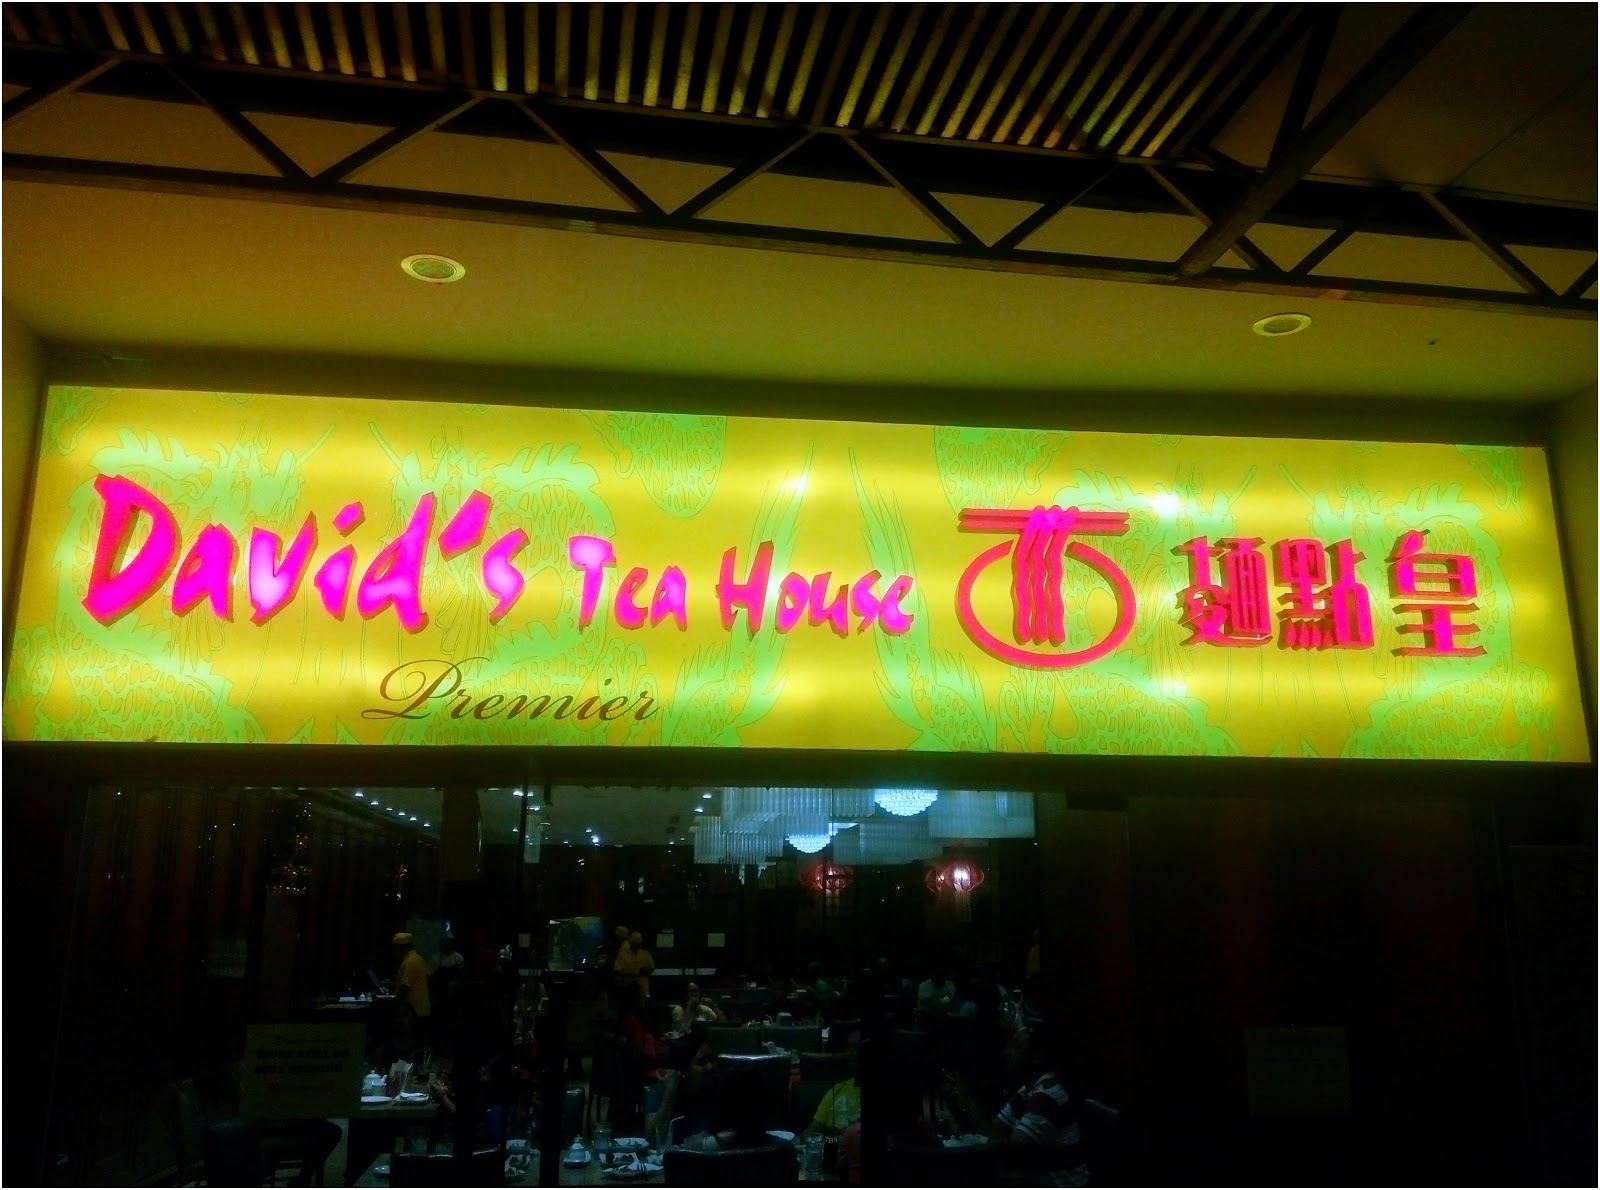 David's Tea House 麵點皇
Premier